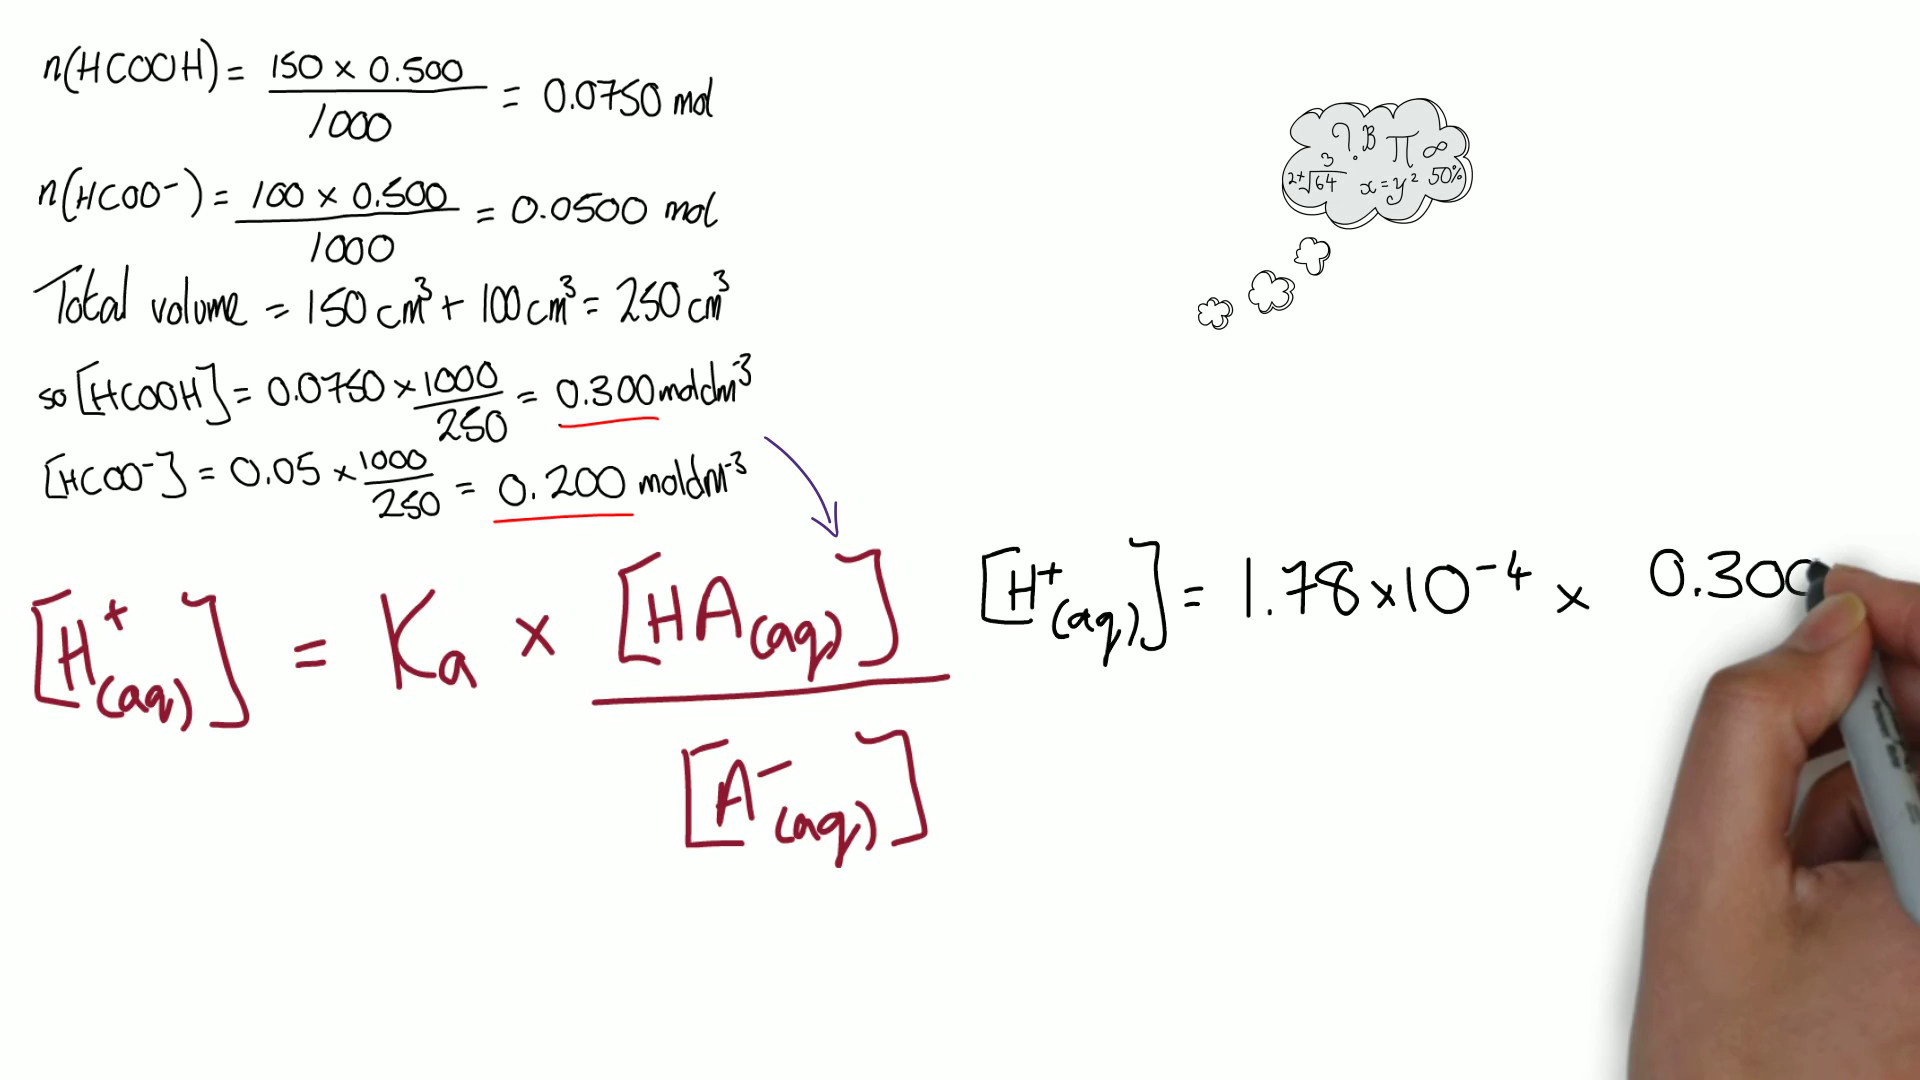 n(HCOOH) = 150 × 0.500 / 1000 = 0.0750 mol
n(HCOO⁻) = 100 × 0.500 / 1000 = 0.0500 mol
Total volume = 150 cm³ + 100 cm³ = 250 cm³
so [HCOOH] = 0.0750 × 1000 / 250 = 0.300 moldm⁻³
[HCOO⁻] = 0.05 × 1000 / 250 = 0.200 moldm⁻³
[H⁺(aq)] = Ka × [HA(aq)] / [A⁻(aq)]
? B π ∞
2+ ³√64 x=y² 50%
[H⁺(aq)] = 1.78 × 10⁻⁴ × 0.300